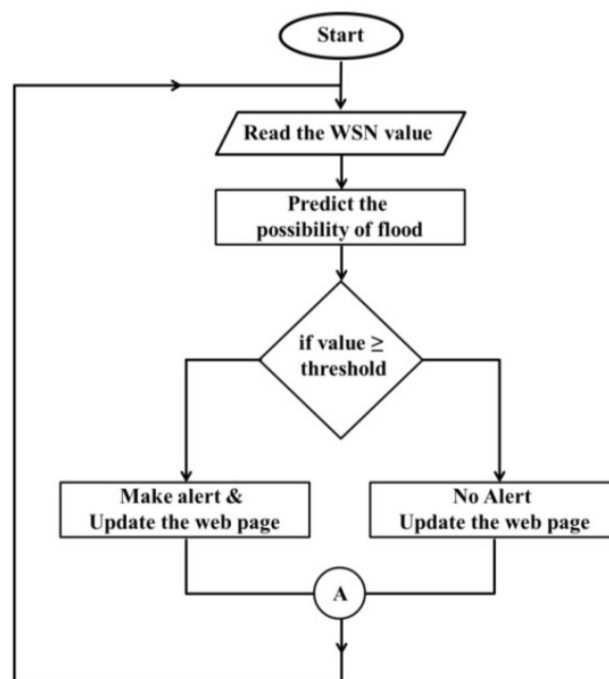 Start
Read the WSN value
Predict the
possibility of flood
if value ≥
threshold
Make alert &
Update the web page
No Alert
Update the web page
A